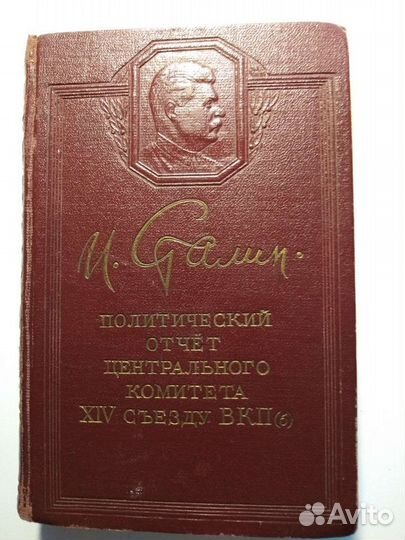 И. Сталин.
ПОЛИТИЧЕСКИЙ
ОТЧЁТ
ЦЕНТРАЛЬНОГО
КОМИТЕТА
XIV СЪЕЗДУ ВКП(б)
Avito